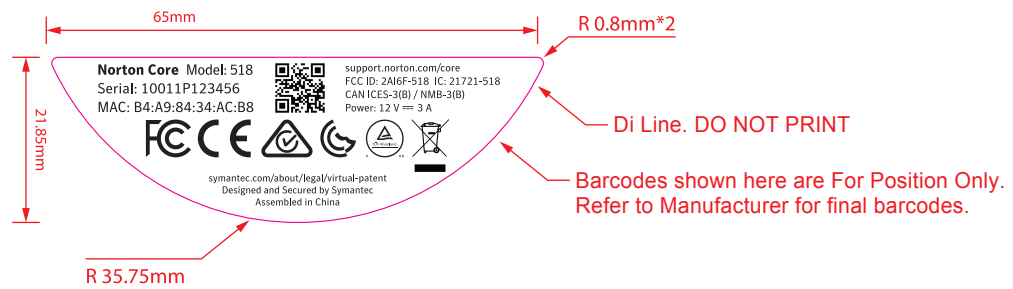 65mm
R 0.8mm*2
21.85mm
Norton Core Model: 518
Serial: 10011P123456
MAC: B4:A9:84:34:AC:B8
support.norton.com/core
FCC ID: 2AI6F-518 IC: 21721-518
CAN ICES-3(B) / NMB-3(B)
Power: 12 V ⎓ 3 A
FC CE
symantec.com/about/legal/virtual-patent
Designed and Secured by Symantec
Assembled in China
Di Line. DO NOT PRINT
Barcodes shown here are For Position Only.
Refer to Manufacturer for final barcodes.
R 35.75mm